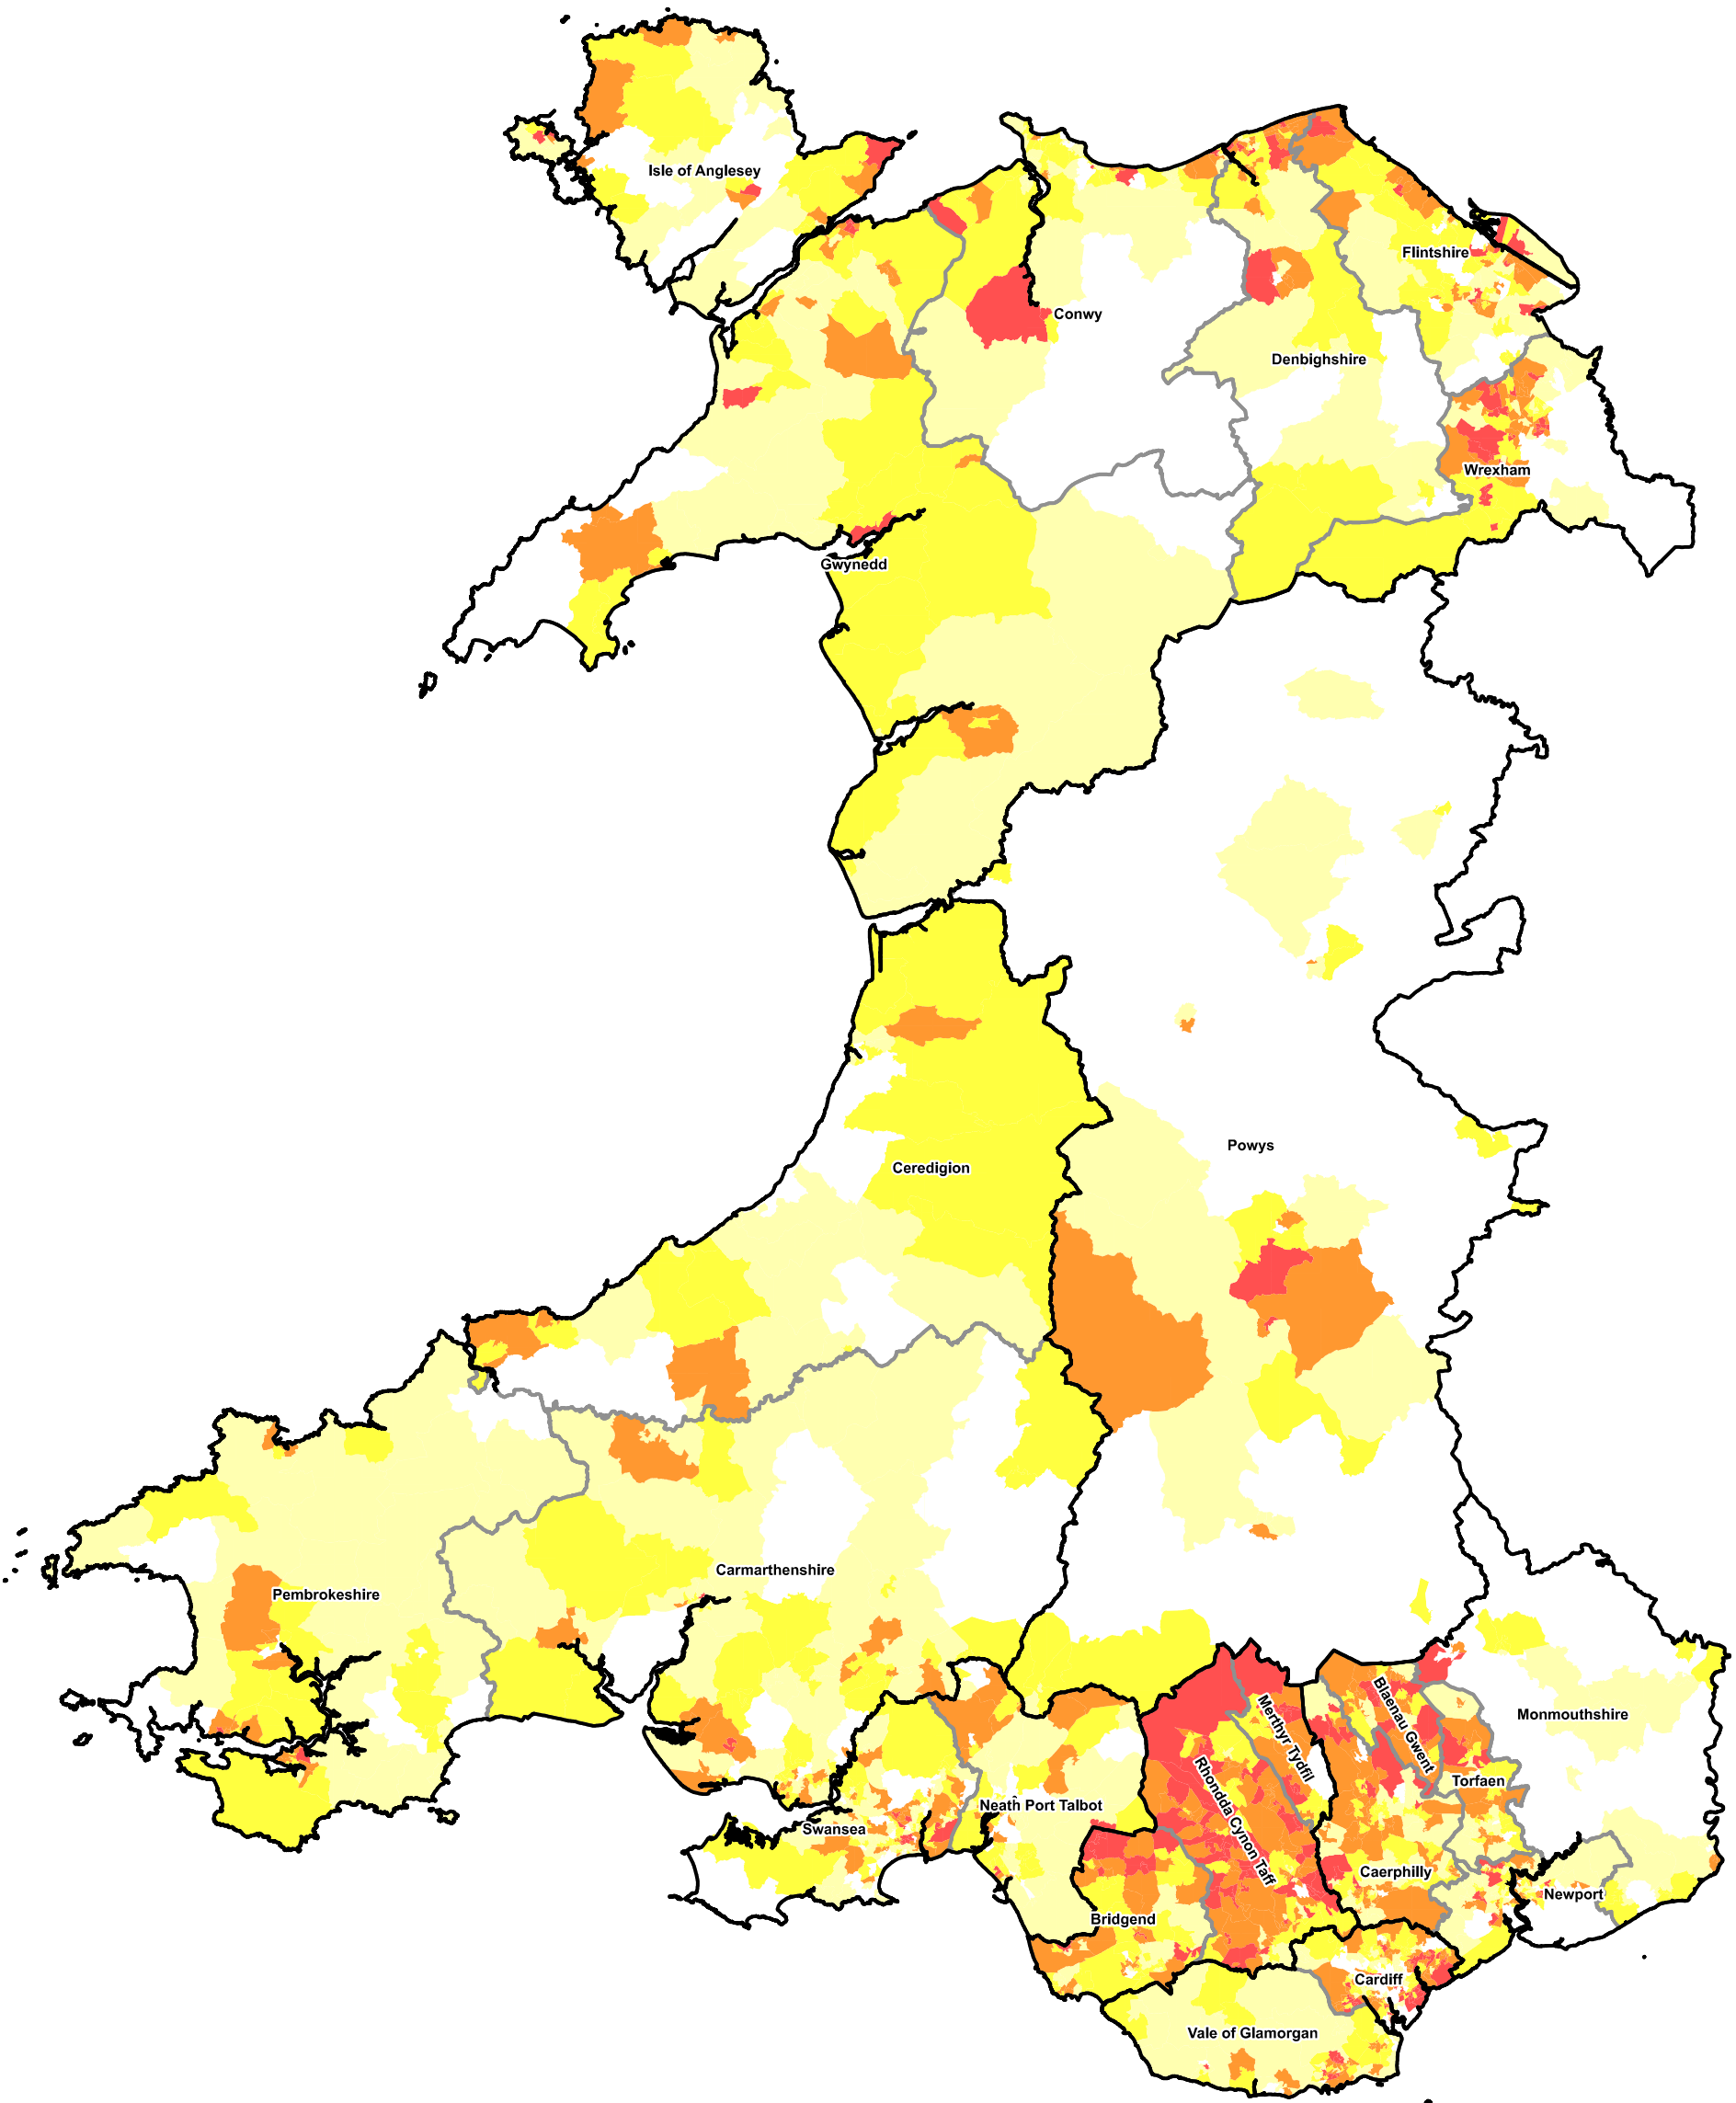 Isle of Anglesey
Flintshire
Conwy
Denbighshire
Wrexham
Gwynedd
Powys
Ceredigion
Carmarthenshire
Pembrokeshire
Merthyr Tydfil
Blaenau Gwent
Monmouthshire
Rhondda Cynon Taff
Torfaen
Neath Port Talbot
Swansea
Caerphilly
Newport
Bridgend
Cardiff
Vale of Glamorgan